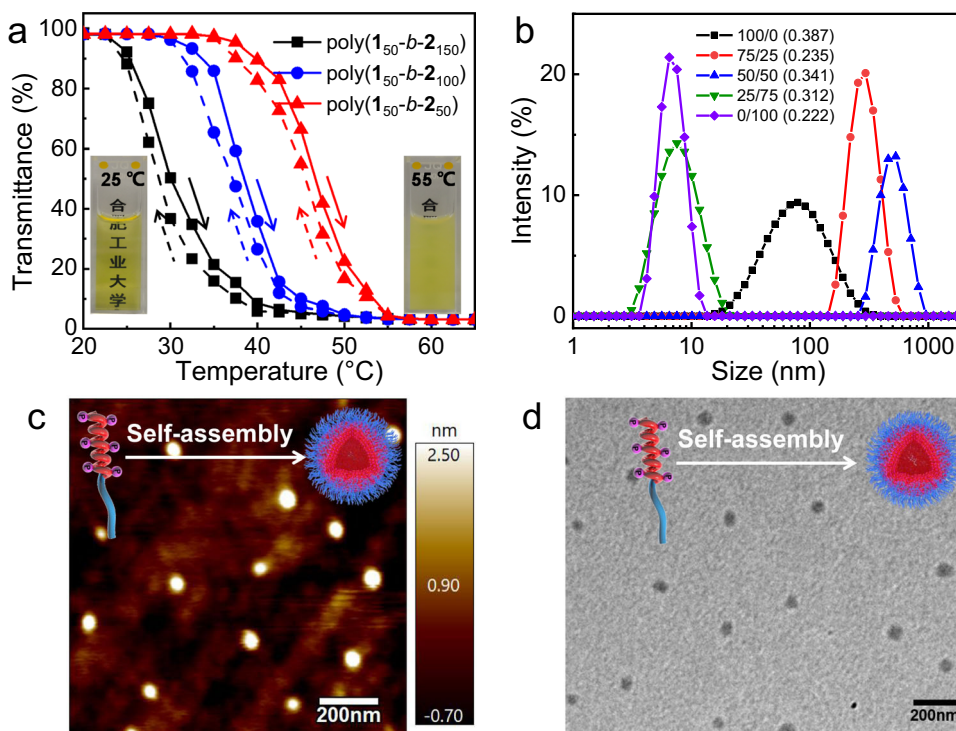 a
100
80
60
40
20
0
Transmittance (%)
20 30 40 50 60
Temperature (°C)
poly(1₅₀-b-2₁₅₀)
poly(1₅₀-b-2₁₀₀)
poly(1₅₀-b-2₅₀)
25 ℃
合
肥
工
业
大
学
55 ℃
合
b
20
10
0
Intensity (%)
1 10 100 1000
Size (nm)
100/0 (0.387)
75/25 (0.235)
50/50 (0.341)
25/75 (0.312)
0/100 (0.222)
c
Self-assembly
200nm
nm
2.50
0.90
-0.70
d
Self-assembly
200nm